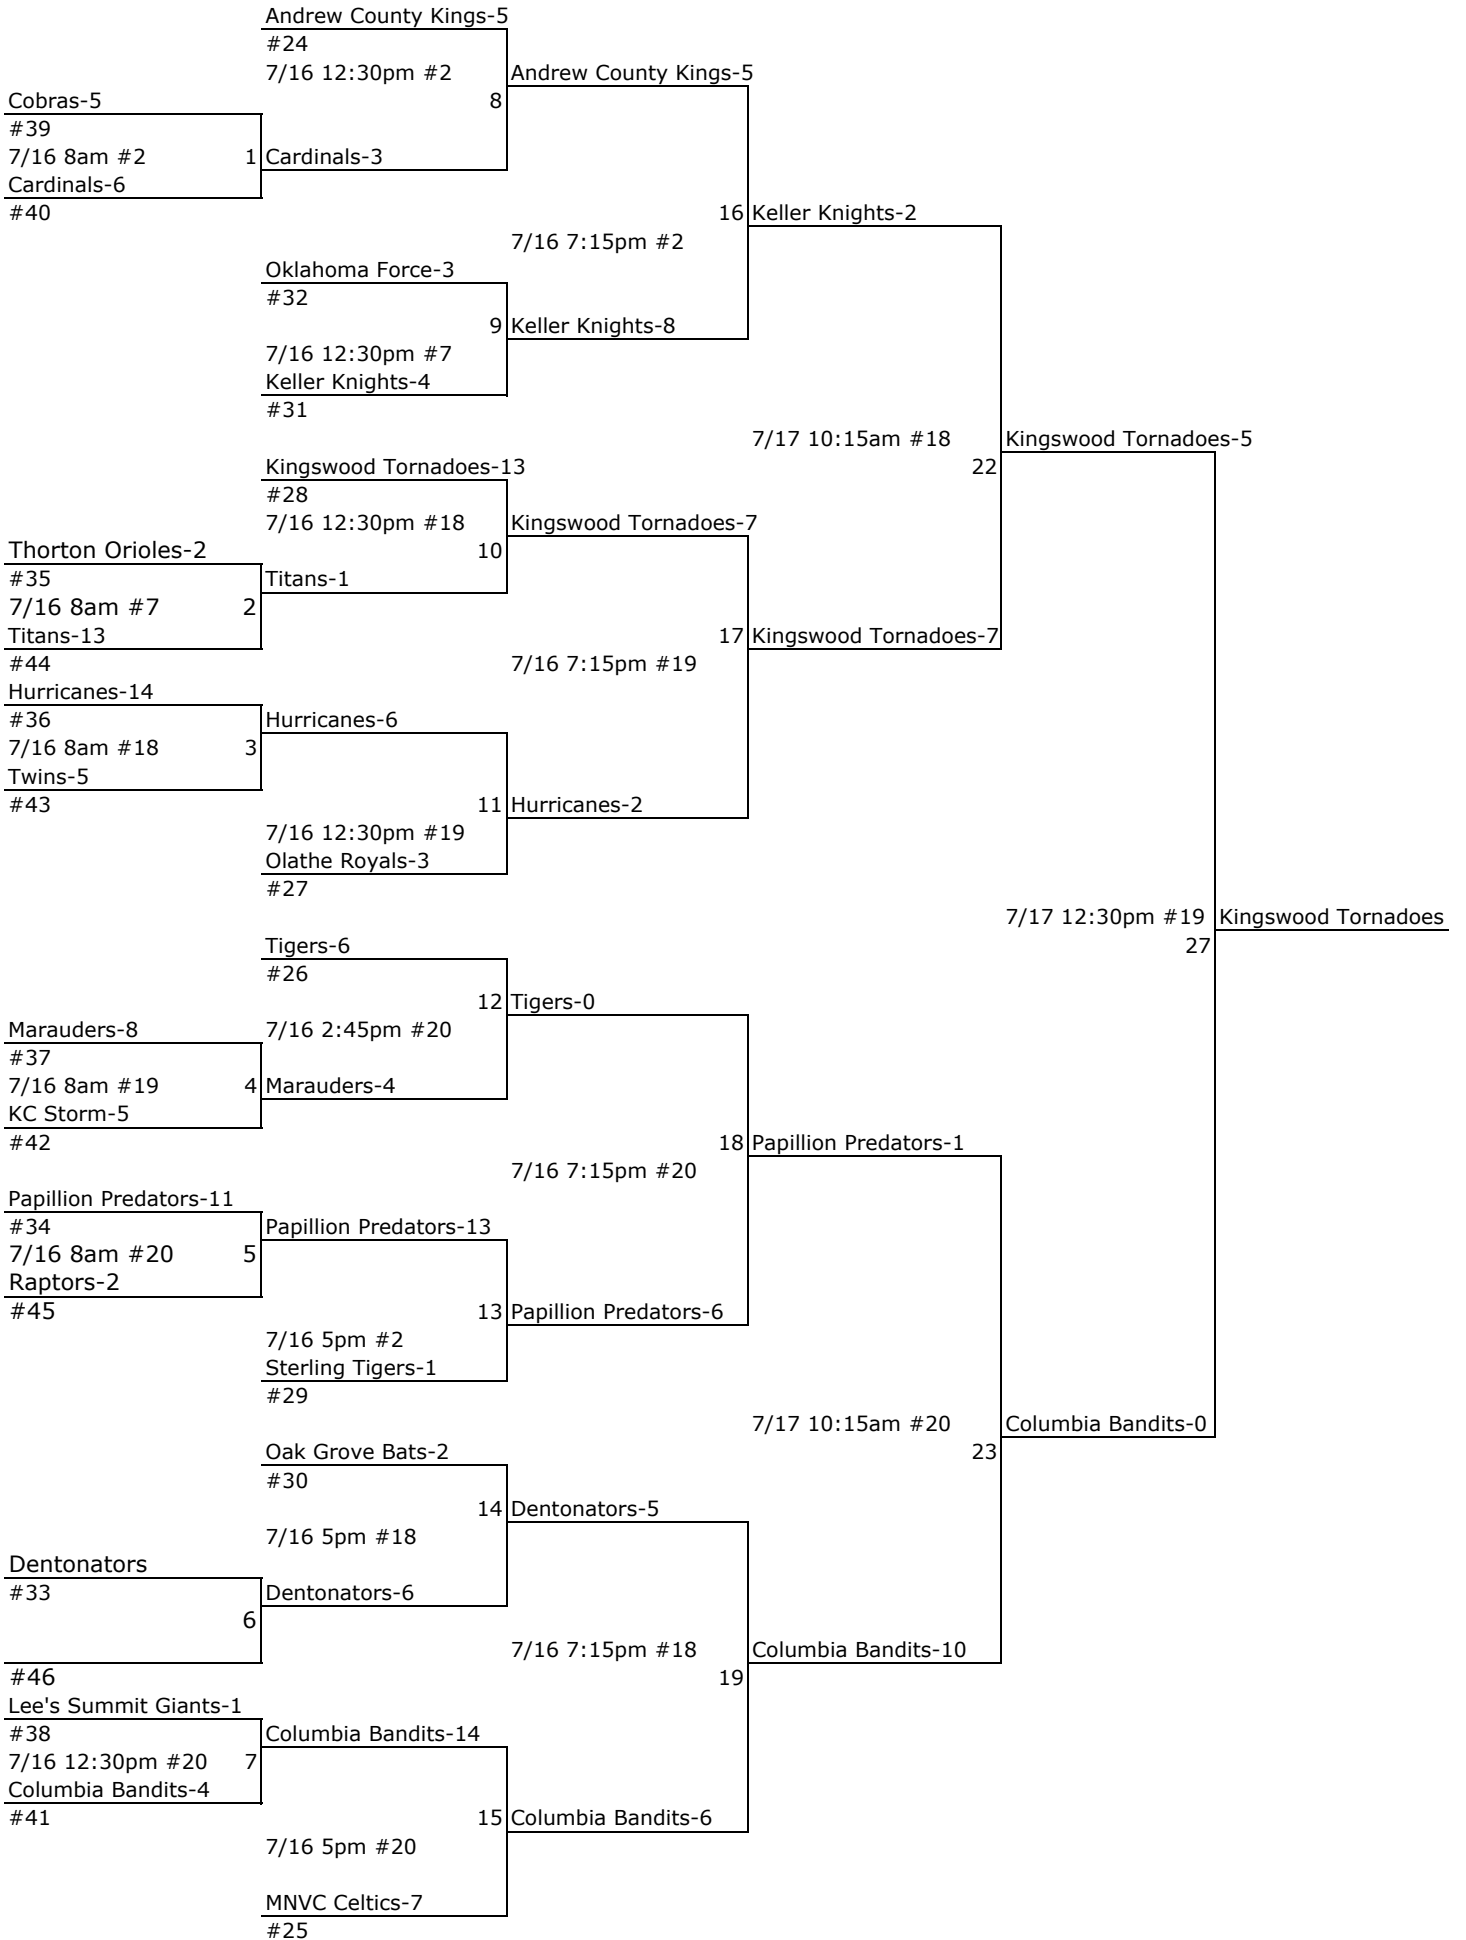 Andrew County Kings-5
#24
7/16 12:30pm #2
Andrew County Kings-5
Cobras-5
8
#39
7/16 8am #2
1
Cardinals-3
Cardinals-6
#40
16
Keller Knights-2
7/16 7:15pm #2
Oklahoma Force-3
#32
9
Keller Knights-8
7/16 12:30pm #7
Keller Knights-4
#31
7/17 10:15am #18
Kingswood Tornadoes-5
Kingswood Tornadoes-13
22
#28
7/16 12:30pm #18
Kingswood Tornadoes-7
Thorton Orioles-2
10
#35
Titans-1
7/16 8am #7
2
Titans-13
17
Kingswood Tornadoes-7
#44
7/16 7:15pm #19
Hurricanes-14
#36
Hurricanes-6
7/16 8am #18
3
Twins-5
#43
11
Hurricanes-2
7/16 12:30pm #19
Olathe Royals-3
#27
7/17 12:30pm #19
Kingswood Tornadoes
Tigers-6
27
#26
12
Tigers-0
Marauders-8
7/16 2:45pm #20
#37
7/16 8am #19
4
Marauders-4
KC Storm-5
#42
18
Papillion Predators-1
7/16 7:15pm #20
Papillion Predators-11
#34
Papillion Predators-13
7/16 8am #20
5
Raptors-2
#45
13
Papillion Predators-6
7/16 5pm #2
Sterling Tigers-1
#29
7/17 10:15am #20
Columbia Bandits-0
Oak Grove Bats-2
23
#30
14
Dentonators-5
7/16 5pm #18
Dentonators
#33
Dentonators-6
6
7/16 7:15pm #18
Columbia Bandits-10
#46
19
Lee's Summit Giants-1
#38
Columbia Bandits-14
7/16 12:30pm #20
7
Columbia Bandits-4
#41
15
Columbia Bandits-6
7/16 5pm #20
MNVC Celtics-7
#25